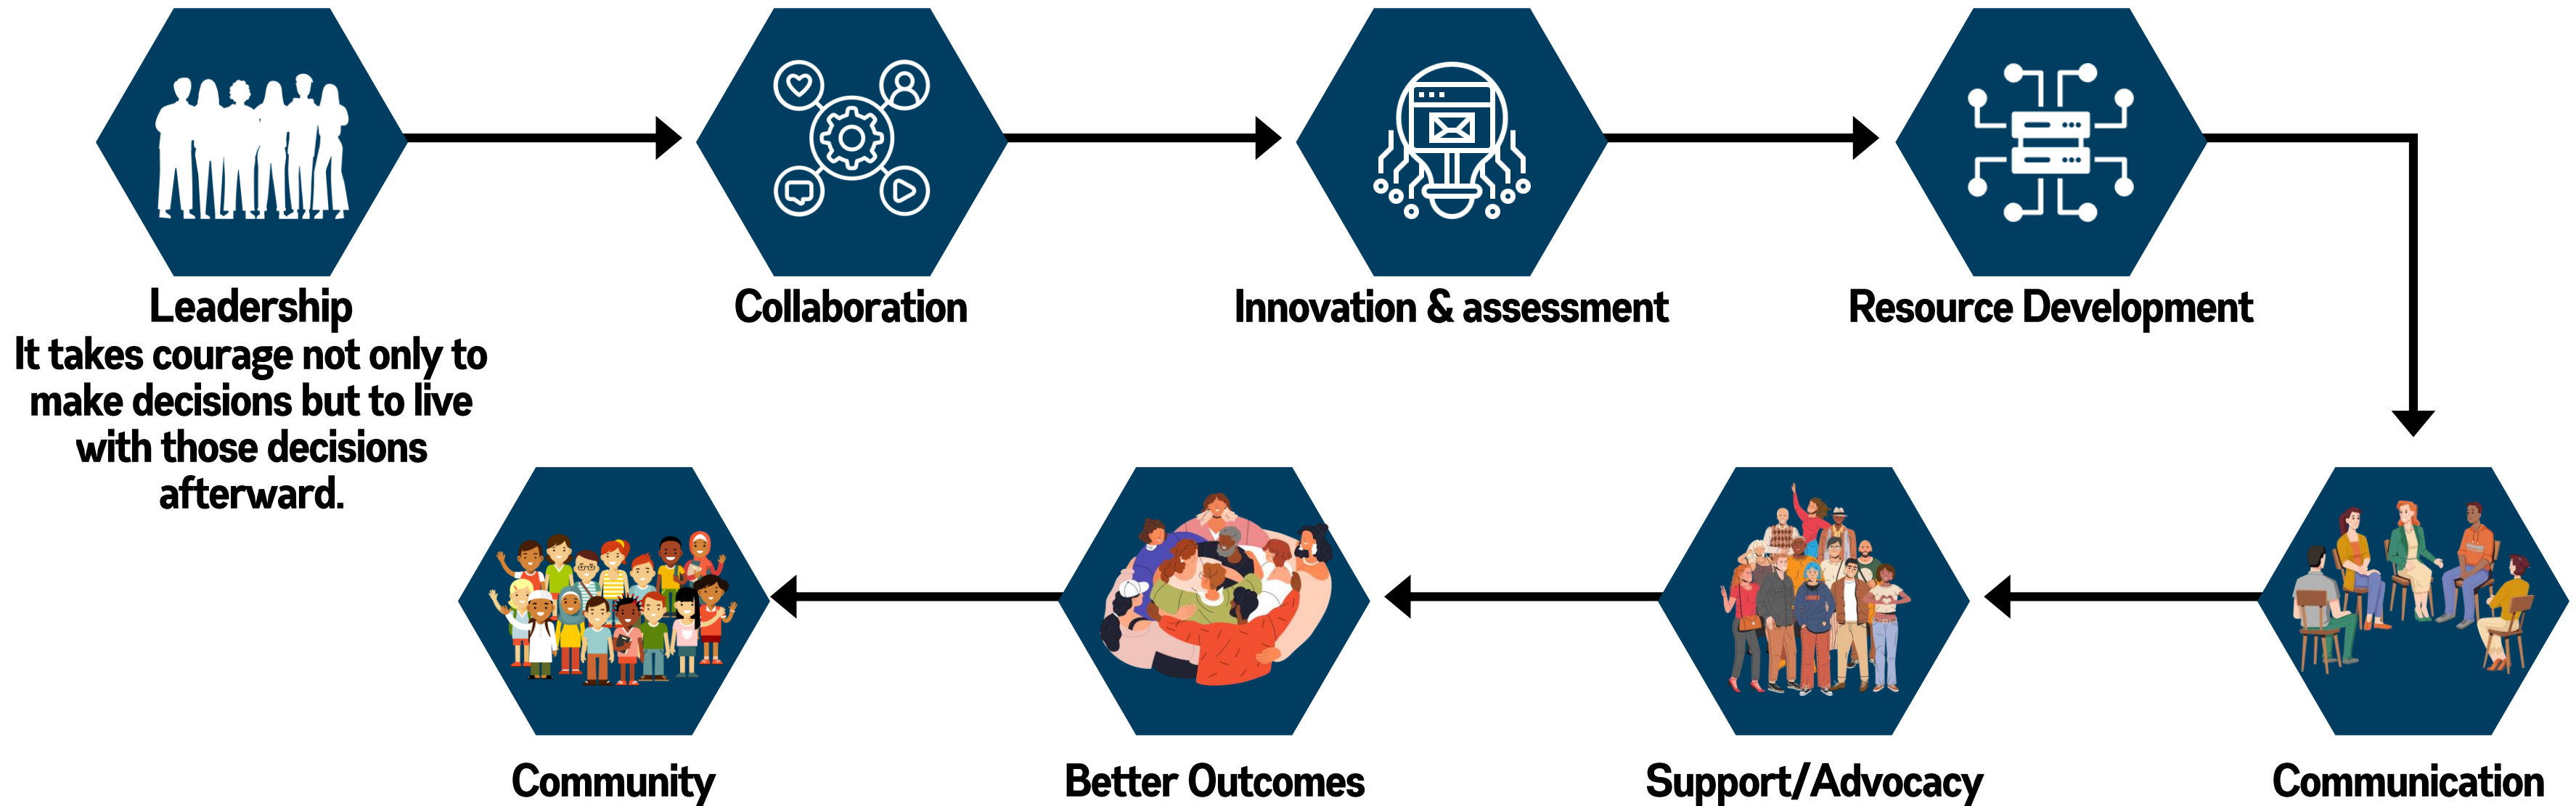 Leadership
It takes courage not only to
make decisions but to live
with those decisions
afterward.
Collaboration
Innovation & assessment
Resource Development
Community
Better Outcomes
Support/Advocacy
Communication